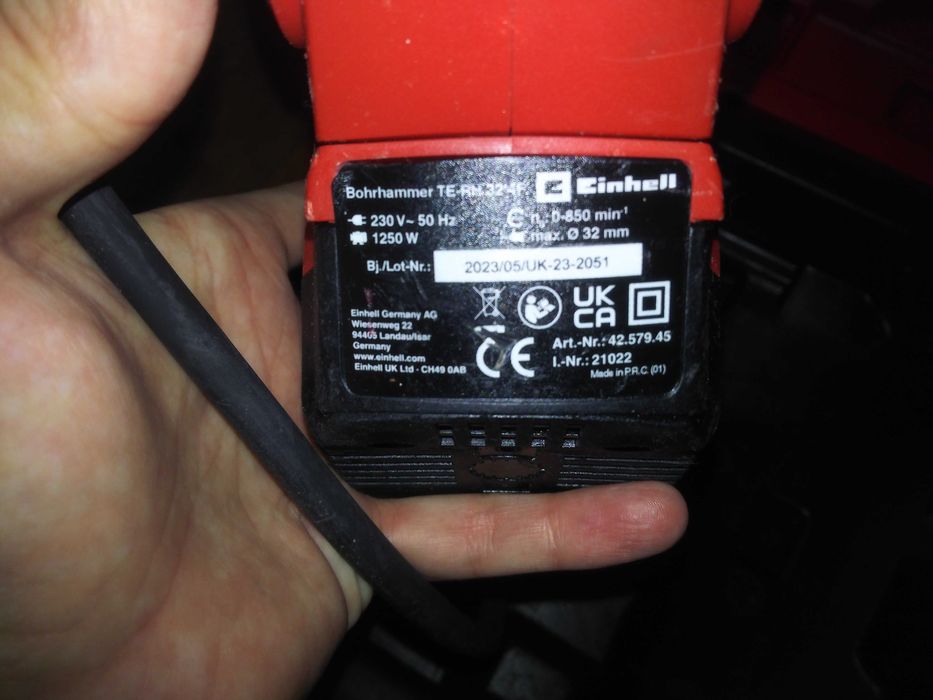 Einhell
Bohrhammer TE-RH 32 4F
230 V~ 50 Hz
n₀: 0-850 min⁻¹
1250 W
max. Ø 32 mm
Bj./Lot-Nr.:
2023/05/UK-23-2051
UK
CA
CE
Einhell Germany AG
Wiesenweg 22
94405 Landau/Isar
Germany
www.einhell.com
Einhell UK Ltd - CH49 0AB
Art.-Nr.: 42.579.45
I.-Nr.: 21022
Made in P.R.C. (01)